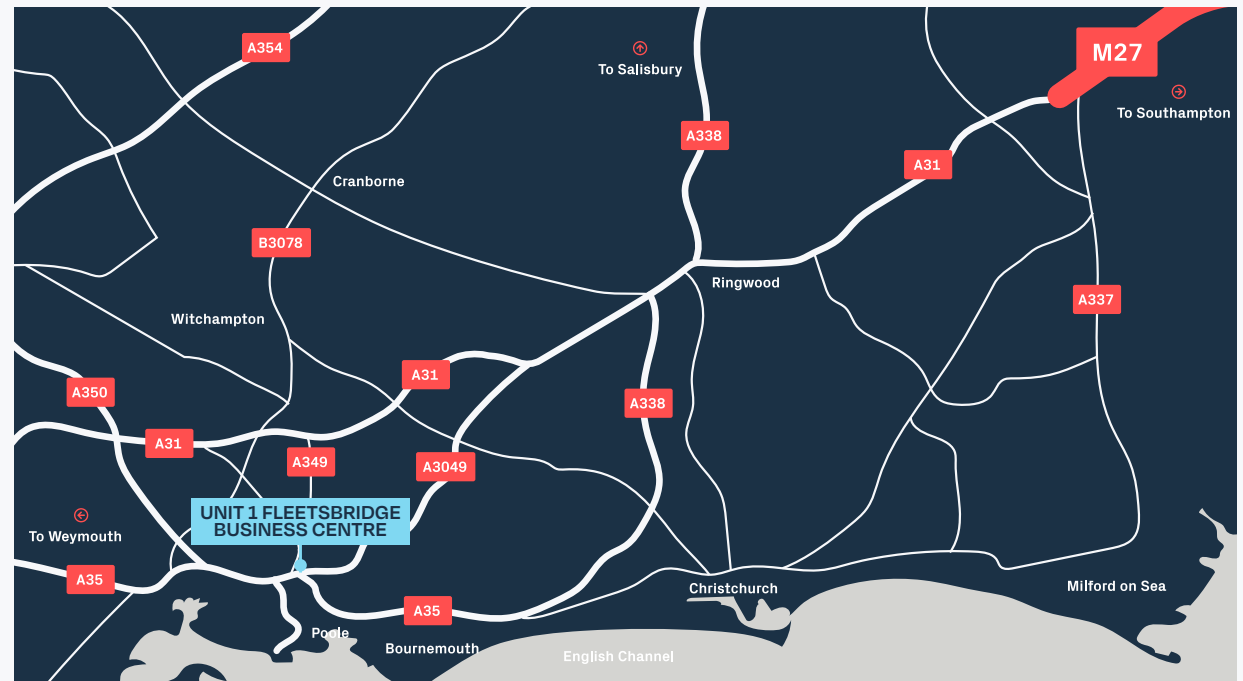 A354
M27
To Salisbury
To Southampton
A338
A31
Cranborne
B3078
Ringwood
A337
Witchampton
A31
A350
A338
A31
A349
A3049
UNIT 1 FLEETSBRIDGE
BUSINESS CENTRE
To Weymouth
A35
Christchurch
Milford on Sea
A35
Poole
Bournemouth
English Channel